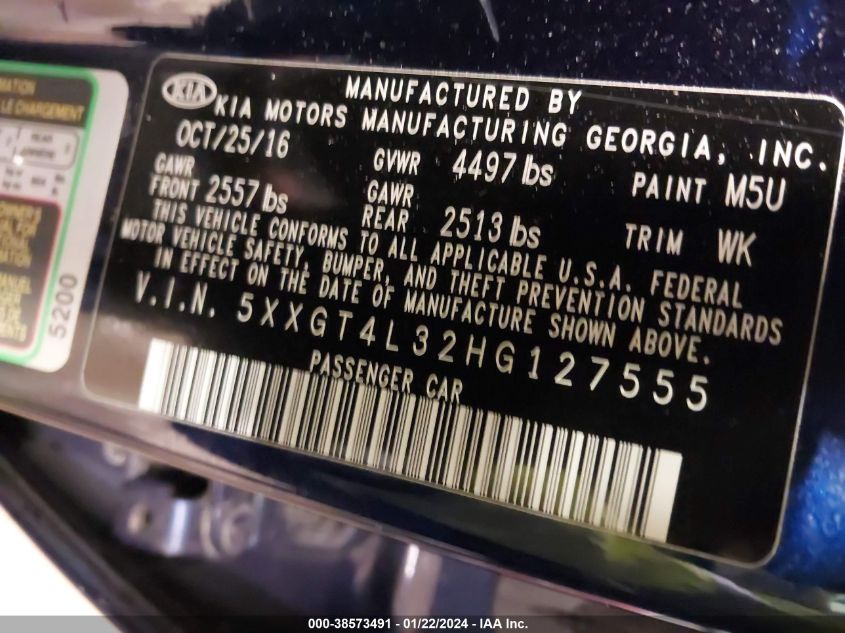 KIA
MANUFACTURED BY
KIA MOTORS MANUFACTURING GEORGIA, INC.
OCT/25/16
GVWR 4497 lbs
PAINT M5U
GAWR
FRONT 2557 lbs
GAWR
REAR 2513 lbs
TRIM WK
THIS VEHICLE CONFORMS TO ALL APPLICABLE U.S.A. FEDERAL
MOTOR VEHICLE SAFETY, BUMPER, AND THEFT PREVENTION STANDARDS
IN EFFECT ON THE DATE OF MANUFACTURE SHOWN ABOVE.
V.I.N. 5XXGT4L32HG127555
PASSENGER CAR
LE CHARGEMENT
REAR
5200
000-38573491 - 01/22/2024 - IAA Inc.